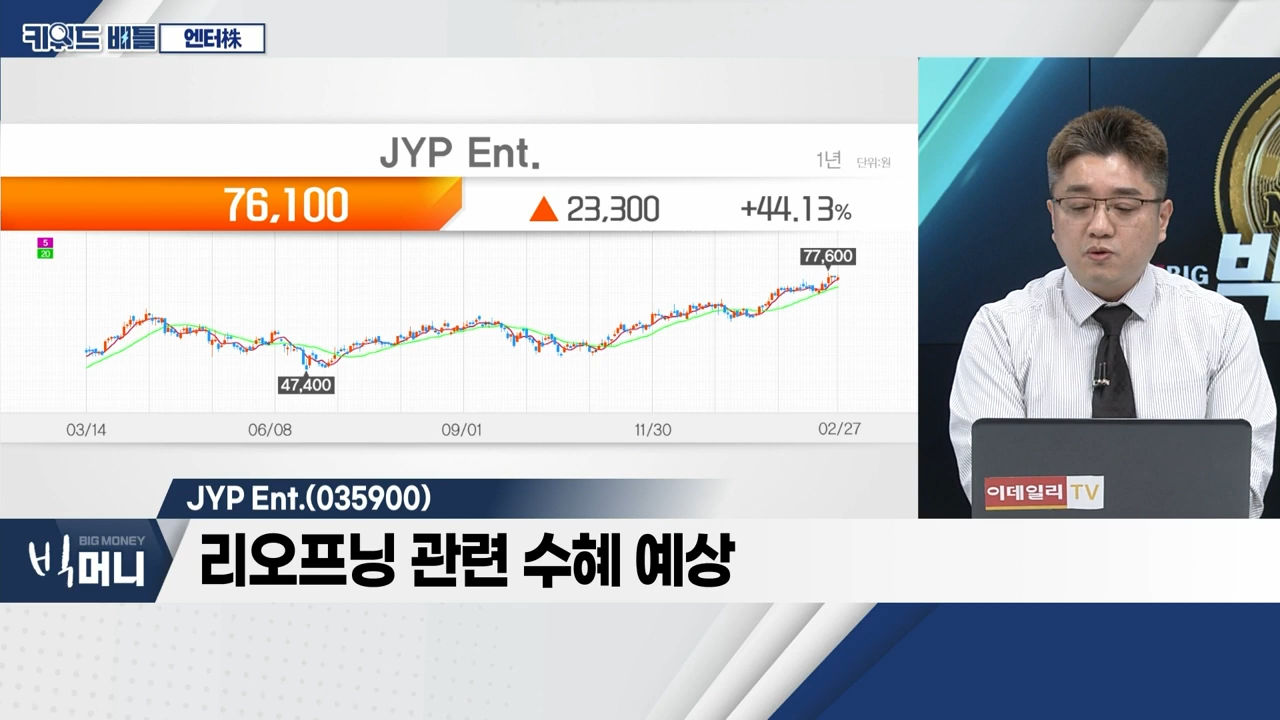 키워드 배틀 엔터株
JYP Ent.
1년 단위:원
76,100 ▲ 23,300 +44.13%
5
20
77,600
47,400
03/14 06/08 09/01 11/30 02/27
BIG
이데일리 TV
JYP Ent.(035900)
BIG MONEY
빅머니
리오프닝 관련 수혜 예상